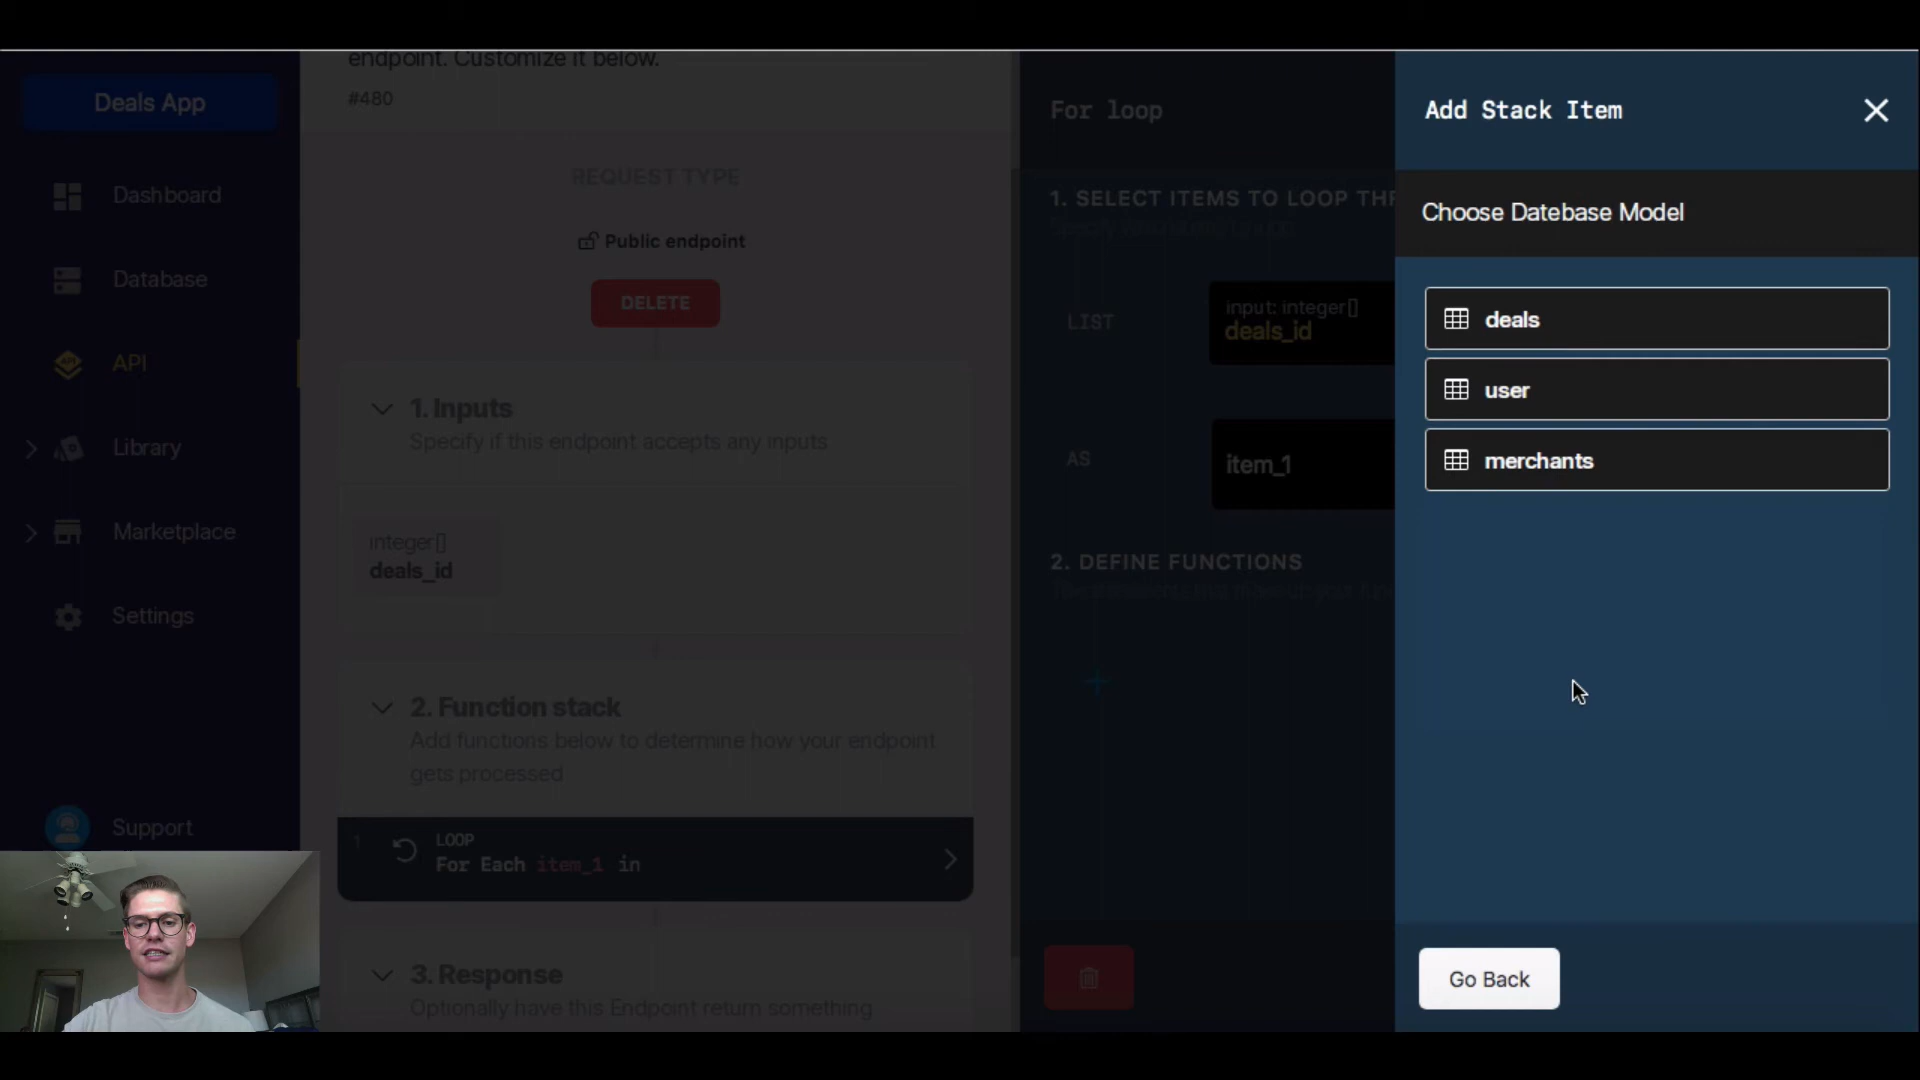 endpoint. Customize it below.
#480
Deals App
Dashboard
Database
API
Library
Marketplace
Settings
Support
REQUEST TYPE
Public endpoint
DELETE
1. Inputs
Specify if this endpoint accepts any inputs
integer[]
deals_id
2. Function stack
Add functions below to determine how your endpoint
gets processed
1
LOOP
For Each item_1 in
3. Response
Optionally have this Endpoint return something
For loop
1. SELECT ITEMS TO LOOP THR
LIST
input: integer[]
deals_id
AS
item_1
2. DEFINE FUNCTIONS
Add Stack Item
Choose Datebase Model
deals
user
merchants
Go Back